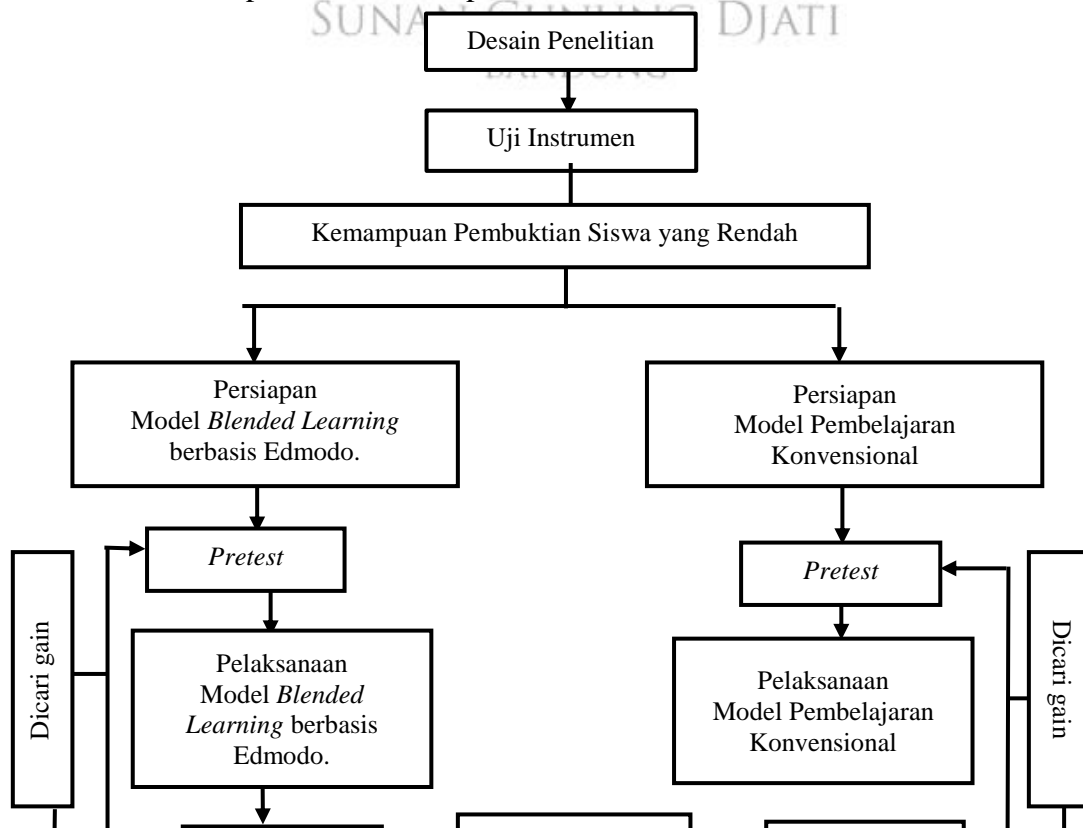 SUNAN GUNUNG DJATI
BANDUNG
Desain Penelitian
Uji Instrumen
Kemampuan Pembuktian Siswa yang Rendah
Persiapan
Model Blended Learning
berbasis Edmodo.
Persiapan
Model Pembelajaran
Konvensional
Pretest
Pretest
Dicari gain
Pelaksanaan
Model Blended
Learning berbasis
Edmodo.
Pelaksanaan
Model Pembelajaran
Konvensional
Dicari gain